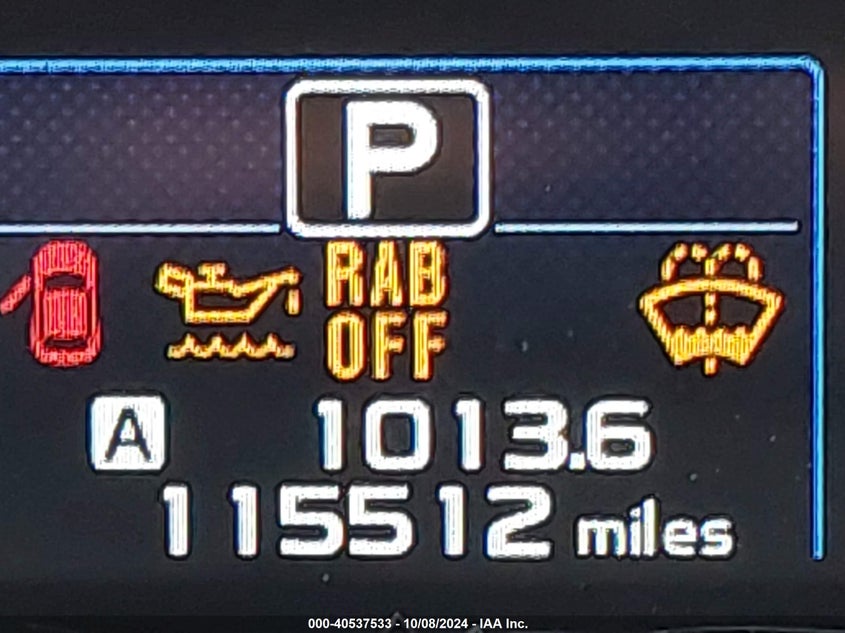 P
RAB
OFF
A 1013.6
115512 miles
000-40537533 - 10/08/2024 - IAA Inc.